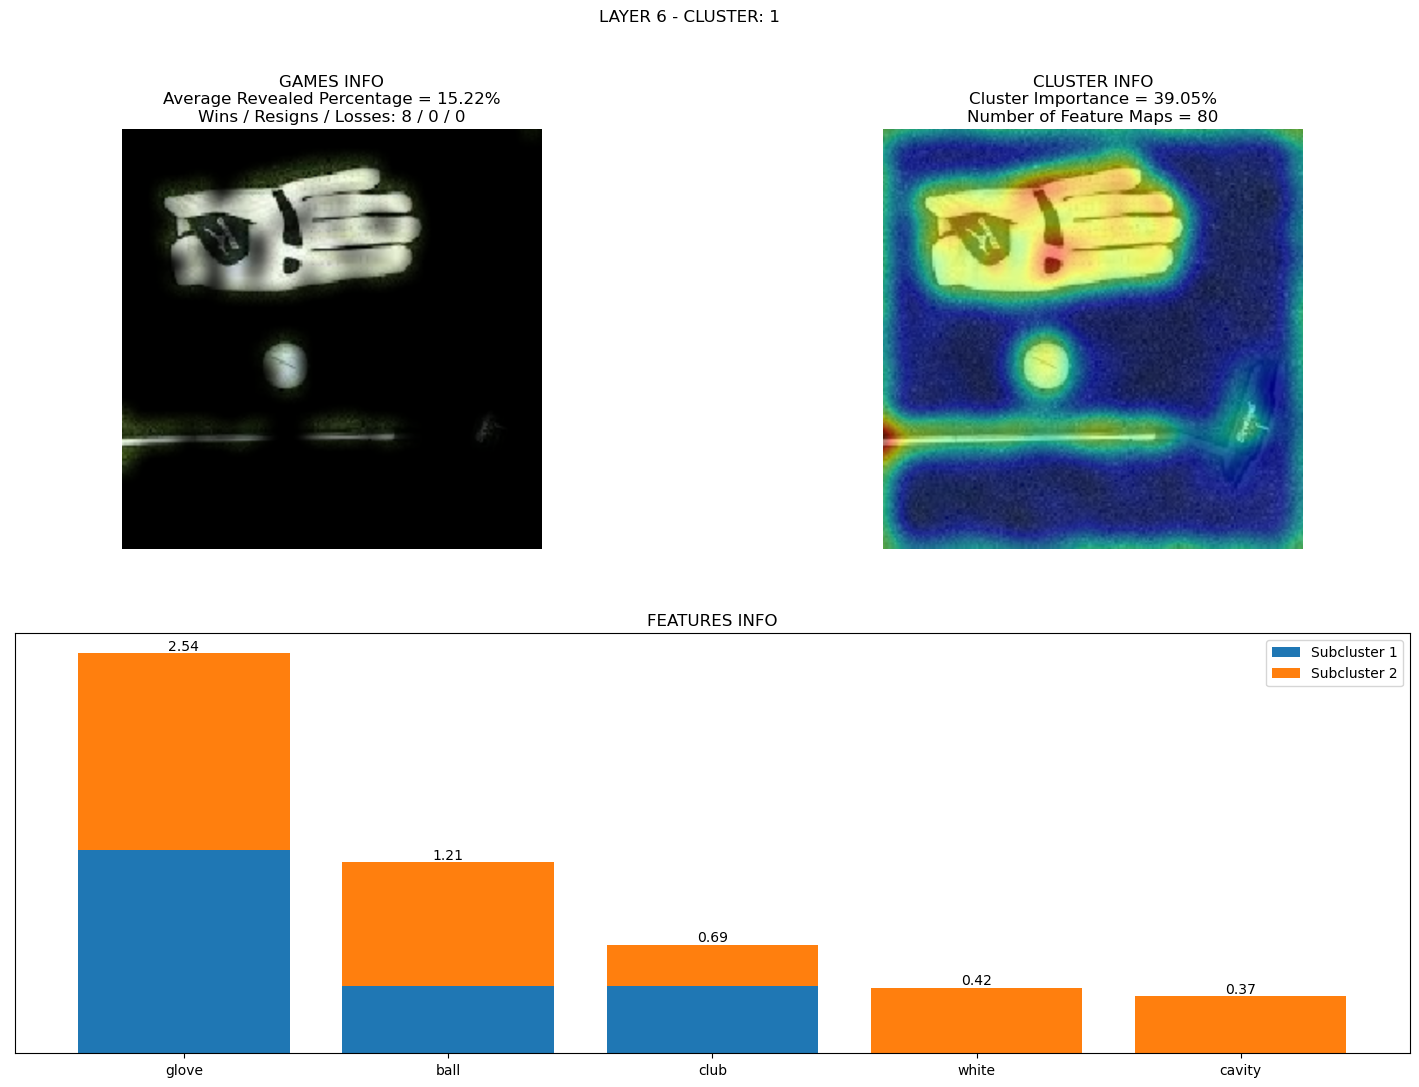 LAYER 6 - CLUSTER: 1
GAMES INFO
Average Revealed Percentage = 15.22%
Wins / Resigns / Losses: 8 / 0 / 0
CLUSTER INFO
Cluster Importance = 39.05%
Number of Feature Maps = 80
FEATURES INFO
Subcluster 1
Subcluster 2
2.54
1.21
0.69
0.42
0.37
glove
ball
club
white
cavity